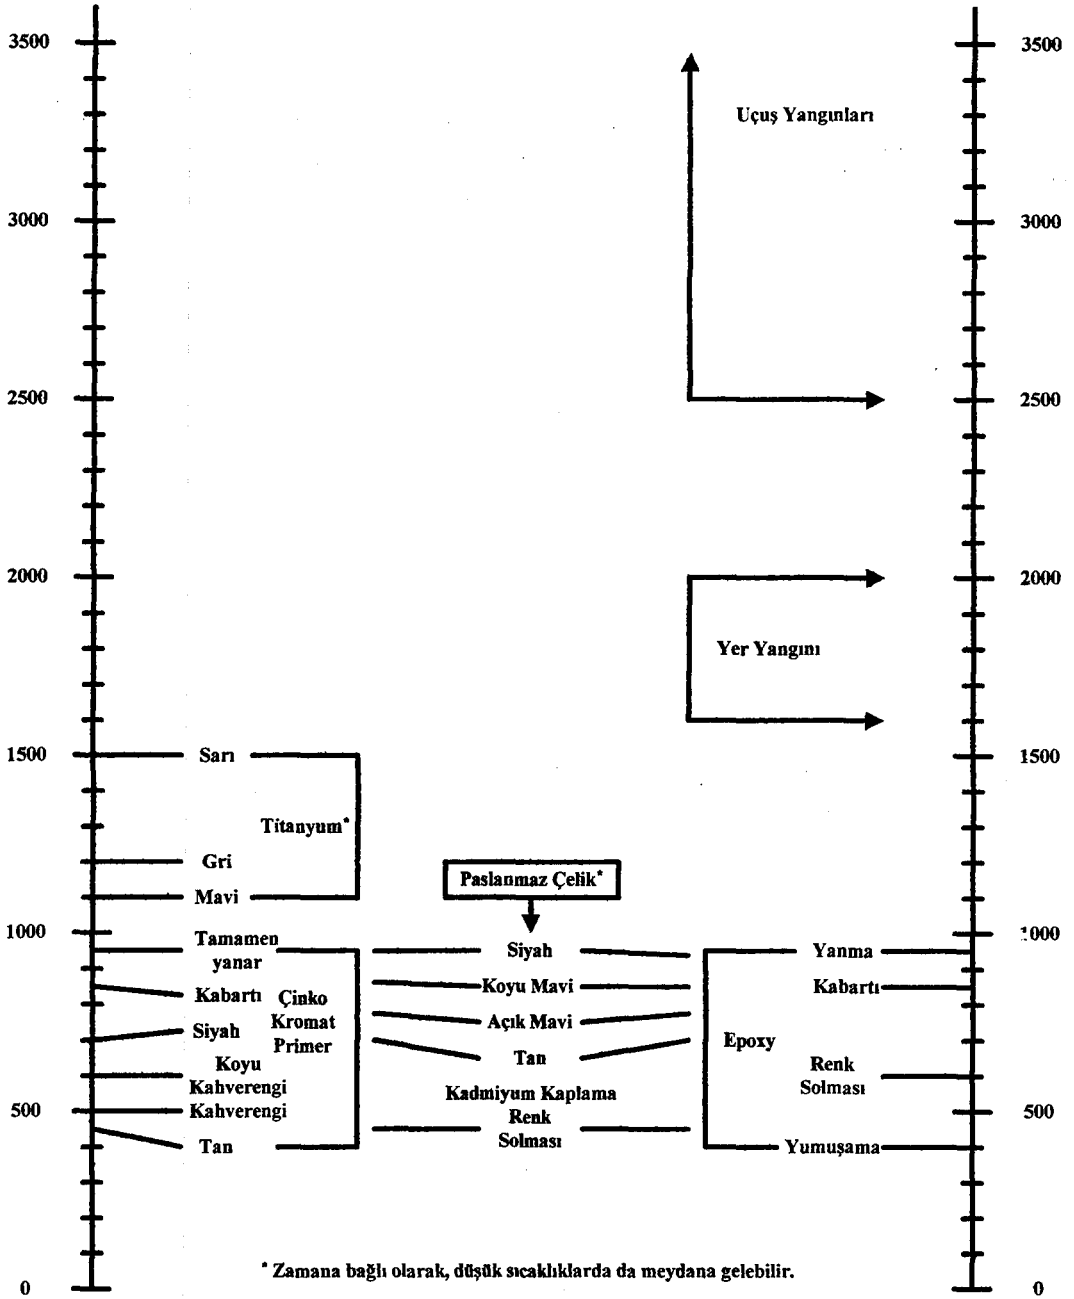 3500
3500
Uçuş Yangınları
3000
3000
2500
2500
2000
2000
Yer Yangını
1500
Sarı
1500
Titanyum*
Gri
Mavi
Paslanmaz Çelik*
1000
1000
Tamamen
yanar
Kabartı
Siyah
Koyu
Kahverengi
Kahverengi
Tan
Çinko
Kromat
Primer
Siyah
Koyu Mavi
Açık Mavi
Tan
Kadmiyum Kaplama
Renk
Solması
Epoxy
Yanma
Kabartı
Renk
Solması
Yumuşama
500
500
* Zamana bağlı olarak, düşük sıcaklıklarda da meydana gelebilir.
0
0